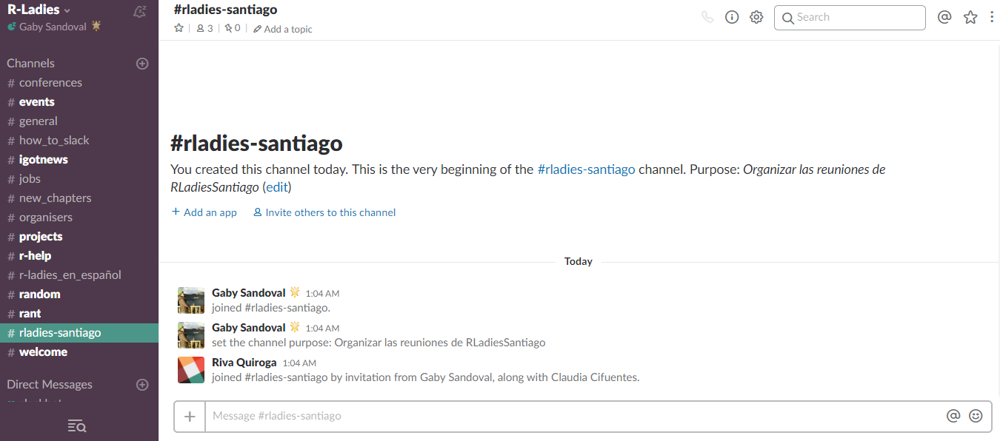 R-Ladies
Gaby Sandoval
Channels
# conferences
# events
# general
# how_to_slack
# igotnews
# jobs
# new_chapters
# organisers
# projects
# r-help
# r-ladies_en_español
# random
# rant
# rladies-santiago
# welcome
Direct Messages
#rladies-santiago
3 | 0 | Add a topic
Search
#rladies-santiago
You created this channel today. This is the very beginning of the #rladies-santiago channel. Purpose: Organizar las reuniones de
RLadiesSantiago (edit)
+ Add an app Invite others to this channel
Today
Gaby Sandoval 1:04 AM
joined #rladies-santiago.
Gaby Sandoval 1:04 AM
set the channel purpose: Organizar las reuniones de RLadiesSantiago
Riva Quiroga 1:04 AM
joined #rladies-santiago by invitation from Gaby Sandoval, along with Claudia Cifuentes.
+ Message #rladies-santiago @